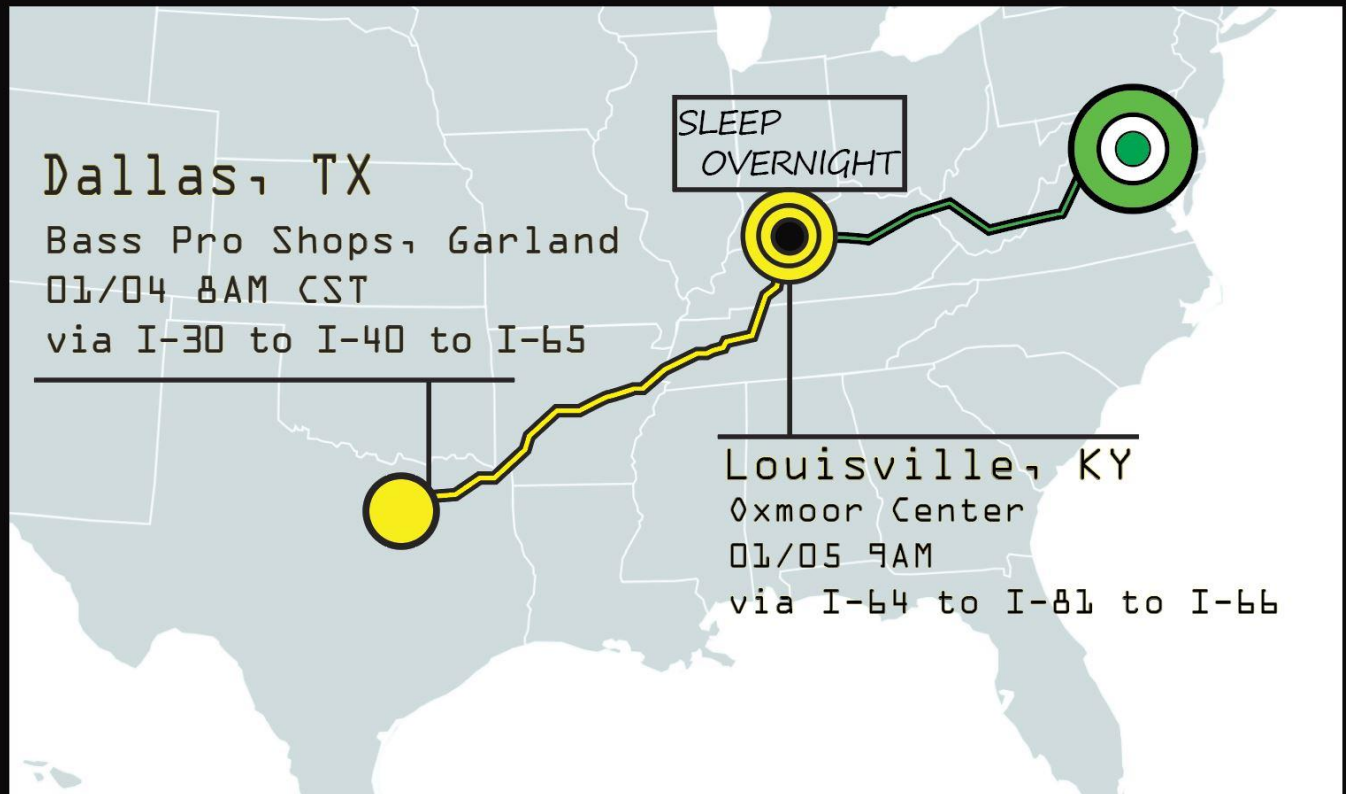 SLEEP
OVERNIGHT
Dallas, TX
Bass Pro Shops, Garland
01/04 8AM CST
via I-30 to I-40 to I-65
Louisville, KY
Oxmoor Center
01/05 9AM
via I-64 to I-81 to I-66